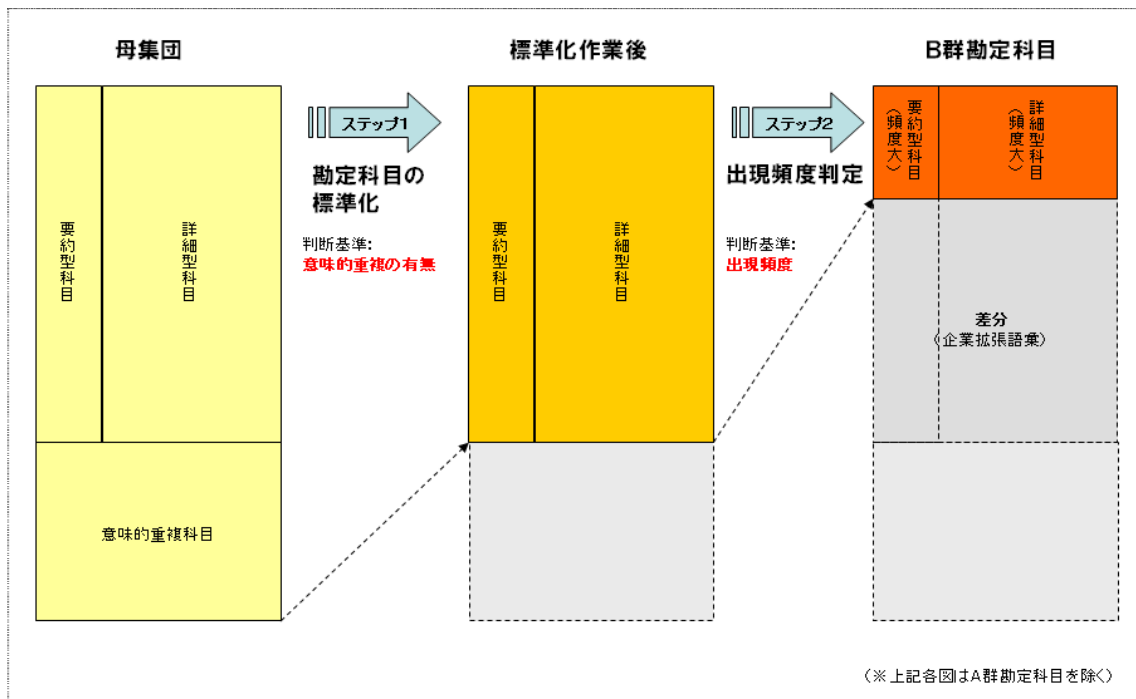 母集団
標準化作業後
B群勘定科目
ステップ1
勘定科目の
標準化
判断基準:
意味的重複の有無
ステップ2
出現頻度判定
判断基準:
出現頻度
要約型科目
詳細型科目
意味的重複科目
要約型科目
詳細型科目
要約型科目
(頻度大)
詳細型科目
(頻度大)
差分
(企業拡張語彙)
(※上記各図はA群勘定科目を除く)